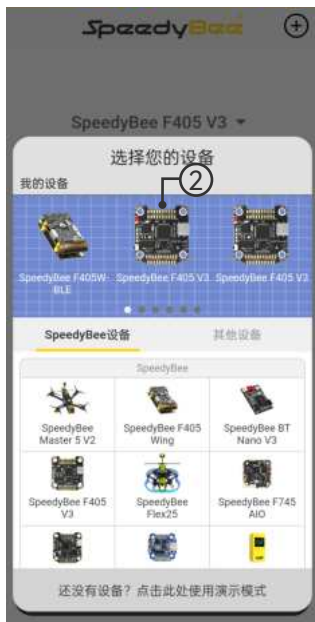 SpeedyBee
SpeedyBee F405 V3
选择您的设备
我的设备
②
SpeedyBee F405W-
BLE
SpeedyBee F405 V3
SpeedyBee F405 V3
SpeedyBee设备
其他设备
SpeedyBee
SpeedyBee
Master 5 V2
SpeedyBee F405
Wing
SpeedyBee BT
Nano V3
SpeedyBee F405
V3
SpeedyBee
Flex25
SpeedyBee F745
AIO
还没有设备？点击此处使用演示模式